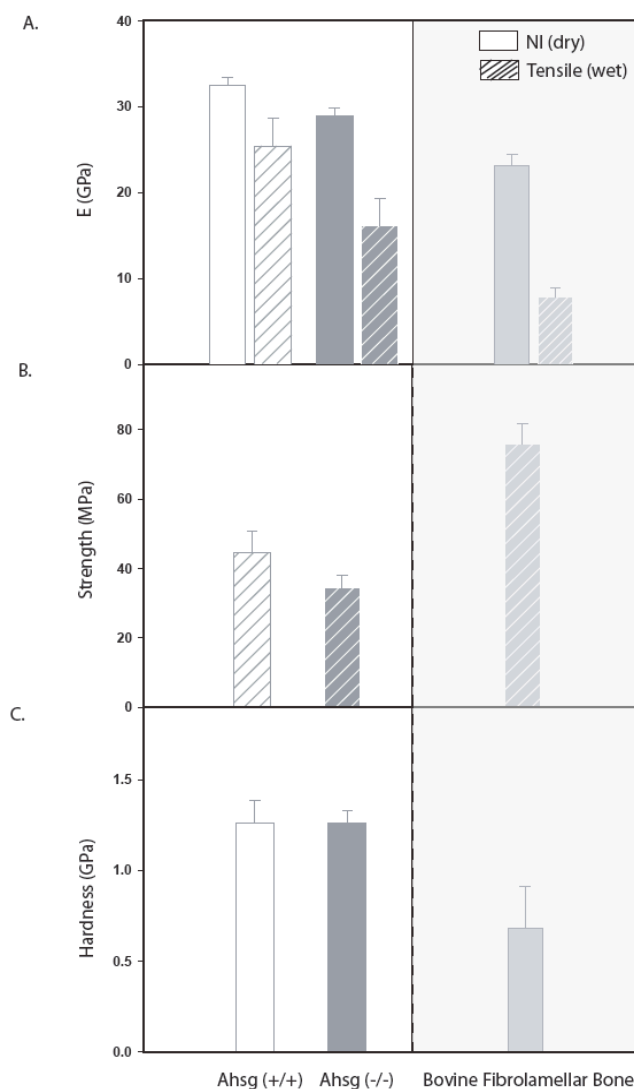 A.
40
30
20
10
0
E (GPa)
NI (dry)
Tensile (wet)
B.
80
60
40
20
0
Strength (MPa)
C.
1.5
1.0
0.5
0.0
Hardness (GPa)
Ahsg (+/+) Ahsg (-/-) Bovine Fibrolamellar Bone